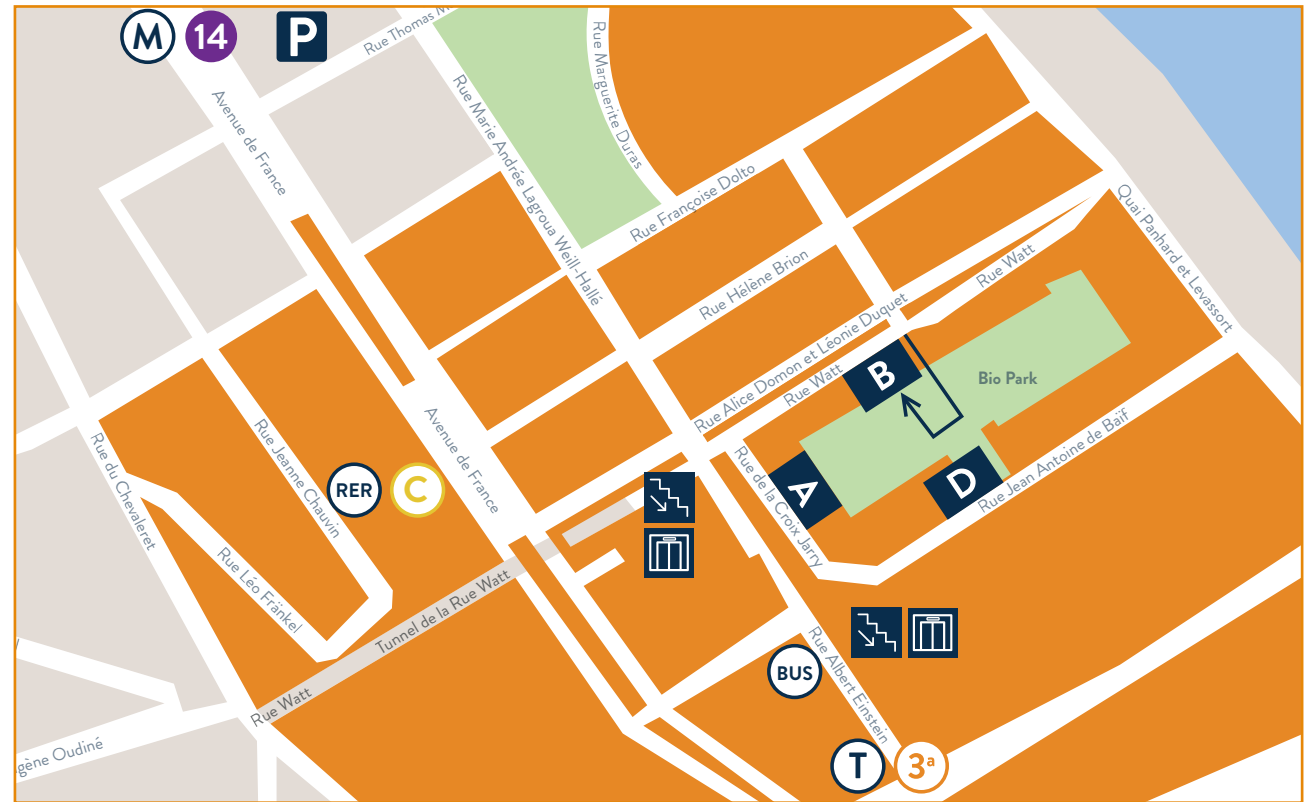 M
14
P
Rue Thomas M
Rue Marguerite Duras
Avenue de France
Rue Marie Andrée Lagroua Weill-Hallé
Rue Françoise Dolto
Quai Panhard et Levassort
Rue Hélène Brion
Rue Watt
Rue Alice Domon et Léonie Duquet
Rue Watt
B
Bio Park
Rue du Chevaleret
Rue Jeanne Chauvin
Avenue de France
RER
C
Rue de la Croix Jarry
A
D
Rue Jean Antoine de Baïf
Rue Léo Fränkel
Tunnel de la Rue Watt
Rue Albert Einstein
BUS
Rue Watt
gène Oudiné
T
3a